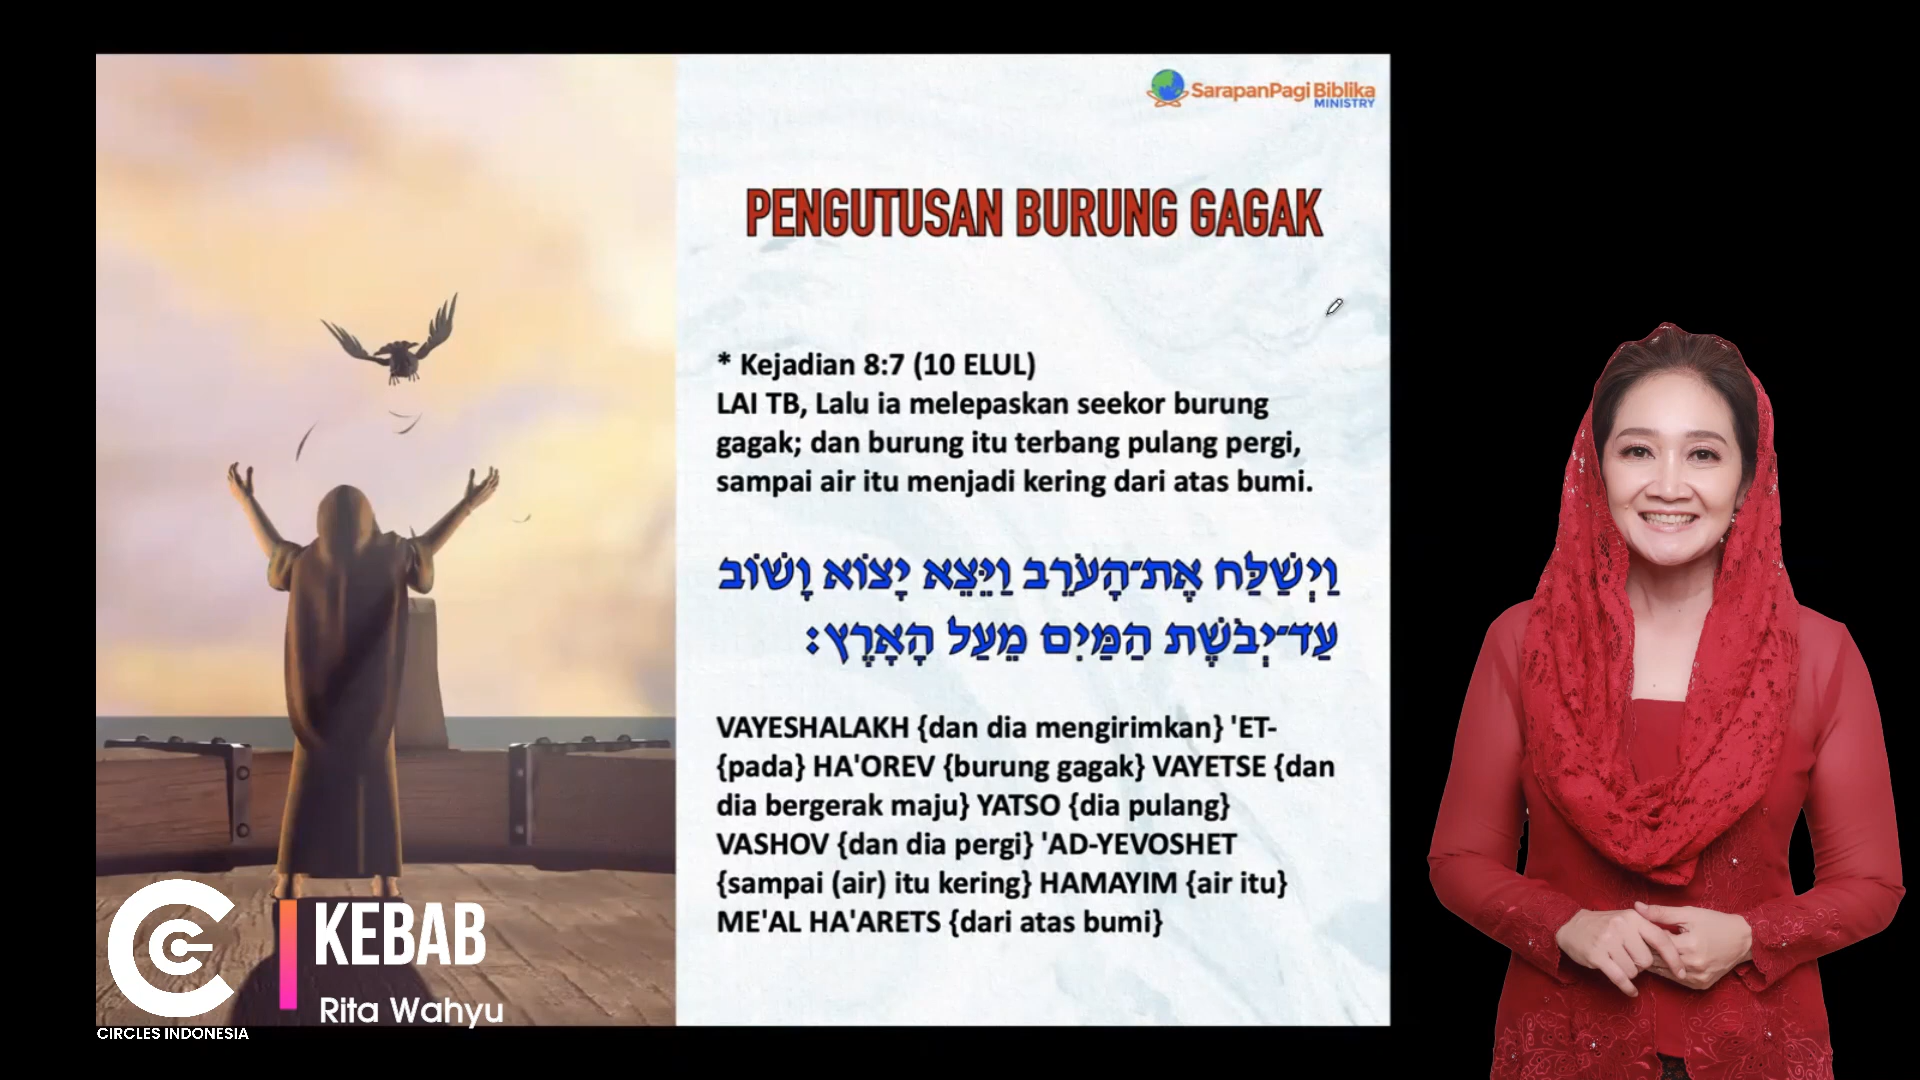 SarapanPagi Biblika
MINISTRY
PENGUTUSAN BURUNG GAGAK
* Kejadian 8:7 (10 ELUL)
LAI TB, Lalu ia melepaskan seekor burung
gagak; dan burung itu terbang pulang pergi,
sampai air itu menjadi kering dari atas bumi.
וַיְשַׁלַּח אֶת־הָעֹרֵב וַיֵּצֵא יָצוֹא וָשׁוֹב
עַד־יְבֹשֶׁת הַמַּיִם מֵעַל הָאָרֶץ׃
VAYESHALAKH {dan dia mengirimkan} 'ET-
{pada} HA'OREV {burung gagak} VAYETSE {dan
dia bergerak maju} YATSO {dia pulang}
VASHOV {dan dia pergi} 'AD-YEVOSHET
{sampai (air) itu kering} HAMAYIM {air itu}
ME'AL HA'ARETS {dari atas bumi}
KEBAB
Rita Wahyu
CIRCLES INDONESIA